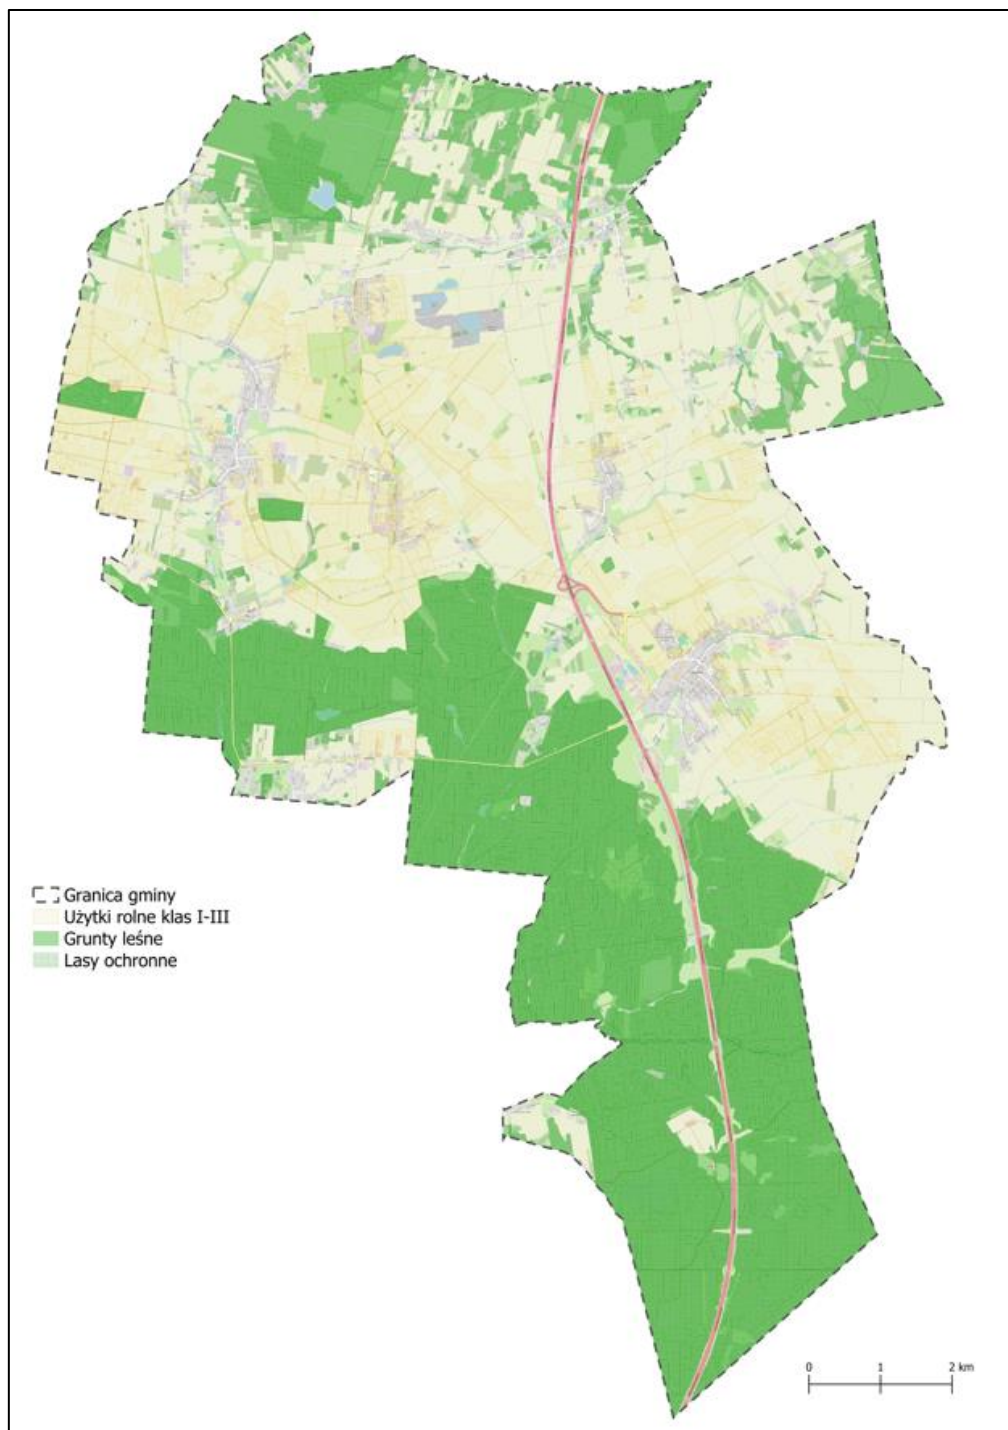 Granica gminy
Użytki rolne klas I-III
Grunty leśne
Lasy ochronne
0 1 2 km